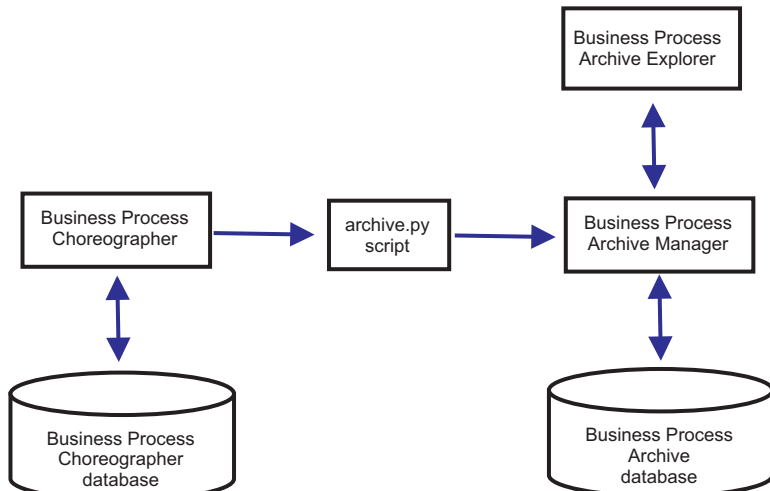 Business Process
Archive Explorer
Business Process
Choreographer
archive.py
script
Business Process
Archive Manager
Business Process
Choreographer
database
Business Process
Archive
database